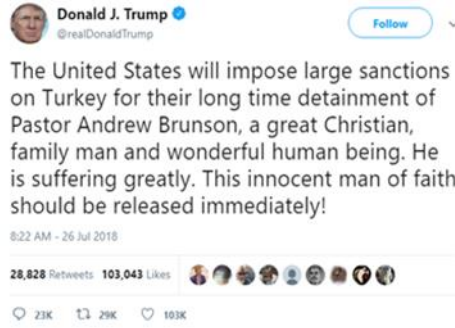 Donald J. Trump
@realDonaldTrump
Follow
The United States will impose large sanctions
on Turkey for their long time detainment of
Pastor Andrew Brunson, a great Christian,
family man and wonderful human being. He
is suffering greatly. This innocent man of faith
should be released immediately!
8:22 AM - 26 Jul 2018
28,828 Retweets 103,043 Likes
23K 29K 103K